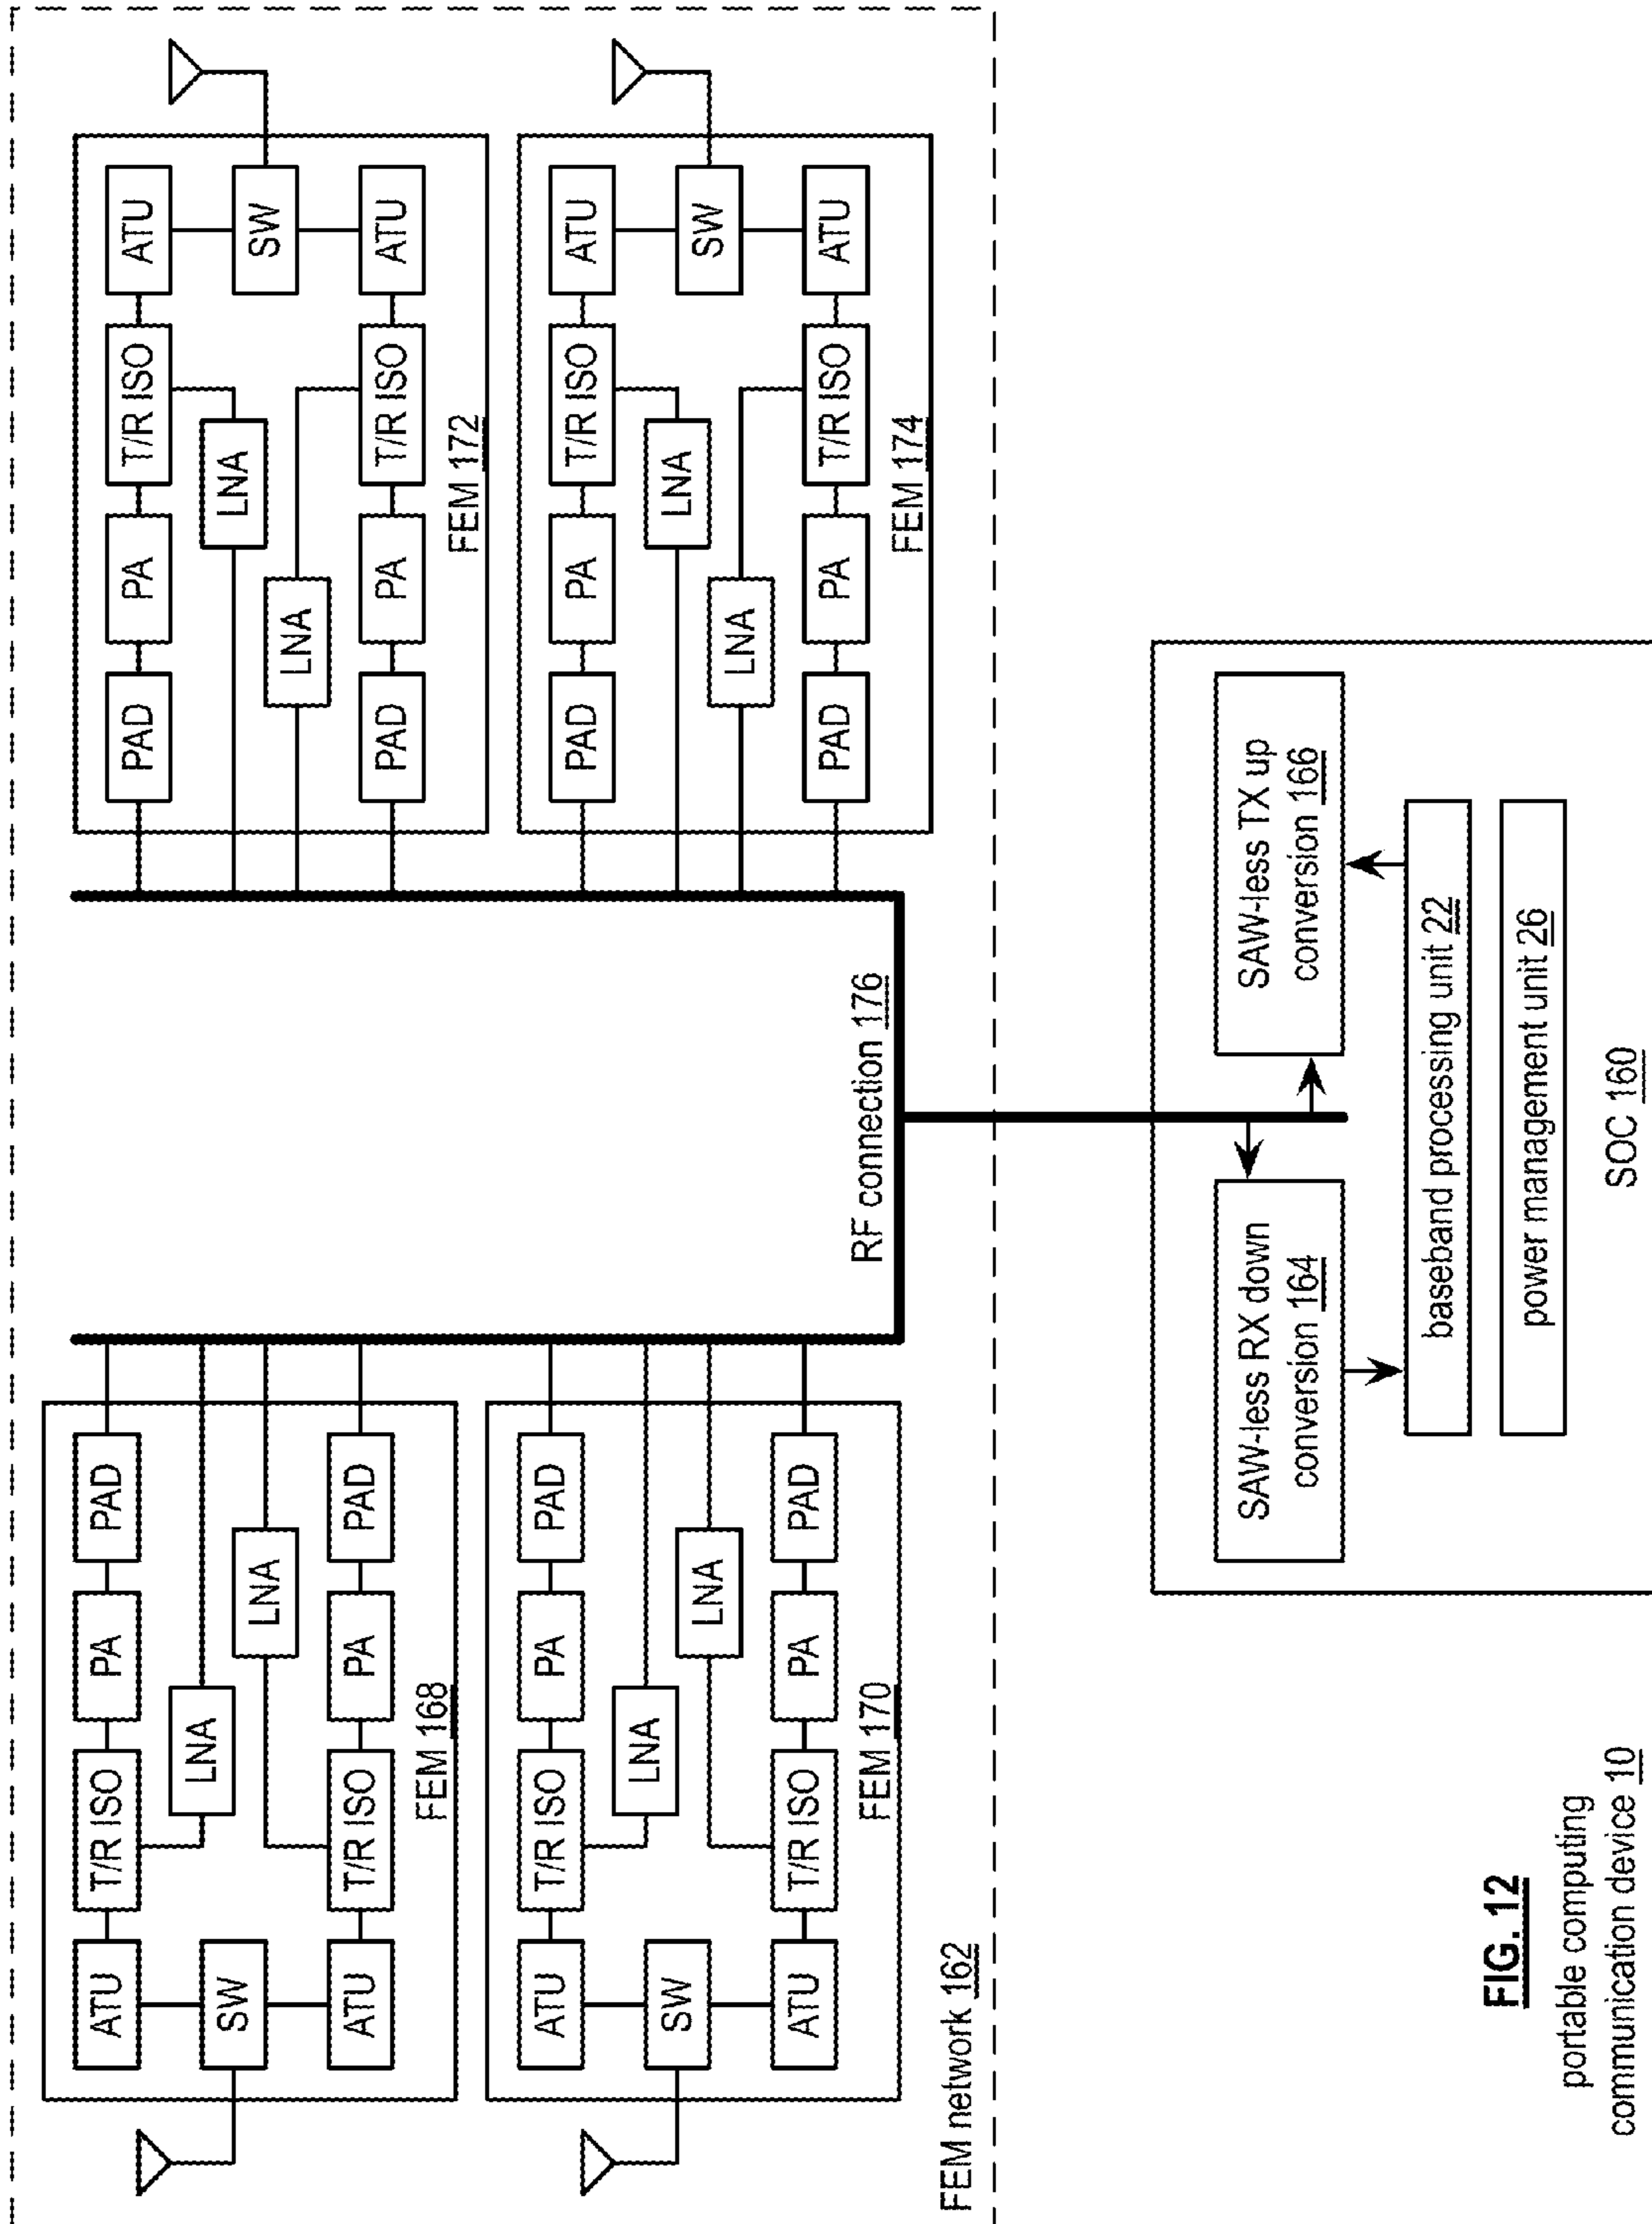 ATU
T/R ISO
PA
PAD
LNA
SW
LNA
ATU
T/R ISO
PA
PAD
FEM 168
ATU
T/R ISO
PA
PAD
LNA
SW
LNA
ATU
T/R ISO
PA
PAD
FEM 170
PAD
PA
T/R ISO
ATU
LNA
SW
LNA
PAD
PA
T/R ISO
ATU
FEM 172
PAD
PA
T/R ISO
ATU
LNA
SW
LNA
PAD
PA
T/R ISO
ATU
FEM 174
RF connection 176
FEM network 162
SAW-less RX down
conversion 164
SAW-less TX up
conversion 166
baseband processing unit 22
power management unit 26
SOC 160
FIG. 12
portable computing
communication device 10